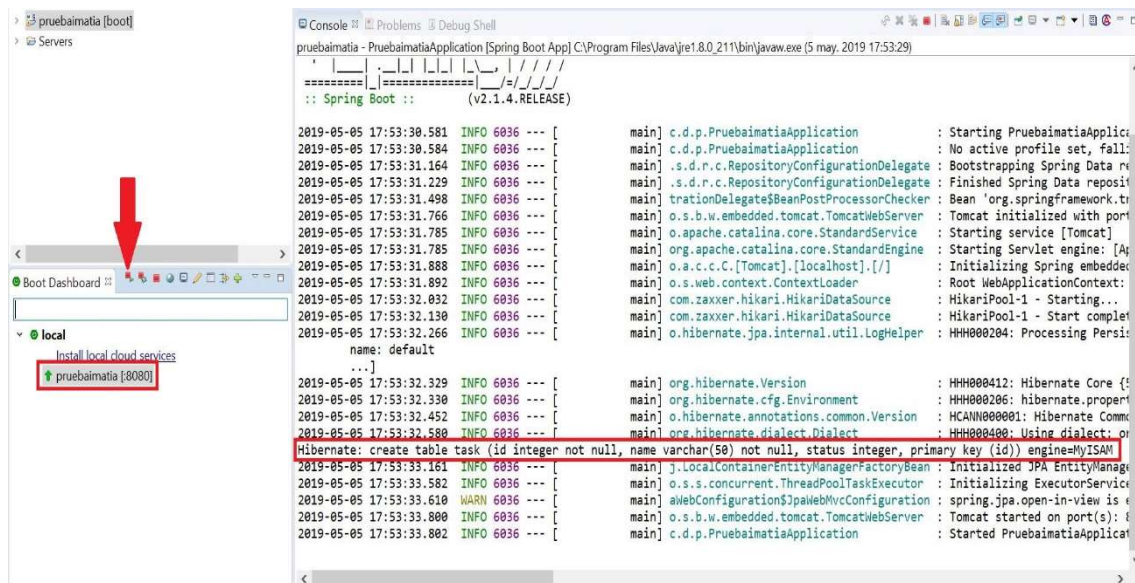 pruebaimatia [boot]
Servers
Boot Dashboard
local
Install local cloud services
pruebaimatia [:8080]
Console Problems Debug Shell
pruebaimatia - PruebaimatiaApplication [Spring Boot App] C:\Program Files\Java\jre1.8.0_211\bin\javaw.exe (5 may. 2019 17:53:29)
  '  |____| .__|_| |_|_| |_\__, | / / / /
 =========|_|==============|___/=/_/_/_/
:: Spring Boot ::        (v2.1.4.RELEASE)
2019-05-05 17:53:30.581  INFO 6036 --- [           main] c.d.p.PruebaimatiaApplication            : Starting PruebaimatiaApplica
2019-05-05 17:53:30.584  INFO 6036 --- [           main] c.d.p.PruebaimatiaApplication            : No active profile set, fall
2019-05-05 17:53:31.164  INFO 6036 --- [           main] .s.d.r.c.RepositoryConfigurationDelegate : Bootstrapping Spring Data re
2019-05-05 17:53:31.229  INFO 6036 --- [           main] .s.d.r.c.RepositoryConfigurationDelegate : Finished Spring Data reposit
2019-05-05 17:53:31.498  INFO 6036 --- [           main] trationDelegate$BeanPostProcessorChecker : Bean 'org.springframework.tr
2019-05-05 17:53:31.766  INFO 6036 --- [           main] o.s.b.w.embedded.tomcat.TomcatWebServer  : Tomcat initialized with port
2019-05-05 17:53:31.785  INFO 6036 --- [           main] o.apache.catalina.core.StandardService   : Starting service [Tomcat]
2019-05-05 17:53:31.785  INFO 6036 --- [           main] org.apache.catalina.core.StandardEngine  : Starting Servlet engine: [Ap
2019-05-05 17:53:31.888  INFO 6036 --- [           main] o.a.c.c.C.[Tomcat].[localhost].[/]       : Initializing Spring embedded
2019-05-05 17:53:31.892  INFO 6036 --- [           main] o.s.web.context.ContextLoader            : Root WebApplicationContext:
2019-05-05 17:53:32.032  INFO 6036 --- [           main] com.zaxxer.hikari.HikariDataSource       : HikariPool-1 - Starting...
2019-05-05 17:53:32.130  INFO 6036 --- [           main] com.zaxxer.hikari.HikariDataSource       : HikariPool-1 - Start complet
2019-05-05 17:53:32.266  INFO 6036 --- [           main] o.hibernate.jpa.internal.util.LogHelper  : HHH000204: Processing Persis
name: default
...]
2019-05-05 17:53:32.329  INFO 6036 --- [           main] org.hibernate.Version                    : HHH000412: Hibernate Core {5
2019-05-05 17:53:32.330  INFO 6036 --- [           main] org.hibernate.cfg.Environment            : HHH000206: hibernate.propert
2019-05-05 17:53:32.452  INFO 6036 --- [           main] o.hibernate.annotations.common.Version   : HCANN000001: Hibernate Commo
2019-05-05 17:53:32.580  INFO 6036 --- [           main] org.hibernate.dialect.Dialect            : HHH000400: Using dialect: or
Hibernate: create table task (id integer not null, name varchar(50) not null, status integer, primary key (id)) engine=MyISAM
2019-05-05 17:53:33.161  INFO 6036 --- [           main] j.LocalContainerEntityManagerFactoryBean : Initialized JPA EntityManage
2019-05-05 17:53:33.582  INFO 6036 --- [           main] o.s.s.concurrent.ThreadPoolTaskExecutor  : Initializing ExecutorService
2019-05-05 17:53:33.610  WARN 6036 --- [           main] aWebConfiguration$JpaWebMvcConfiguration : spring.jpa.open-in-view is e
2019-05-05 17:53:33.800  INFO 6036 --- [           main] o.s.b.w.embedded.tomcat.TomcatWebServer  : Tomcat started on port(s): 8
2019-05-05 17:53:33.802  INFO 6036 --- [           main] c.d.p.PruebaimatiaApplication            : Started PruebaimatiaApplicat